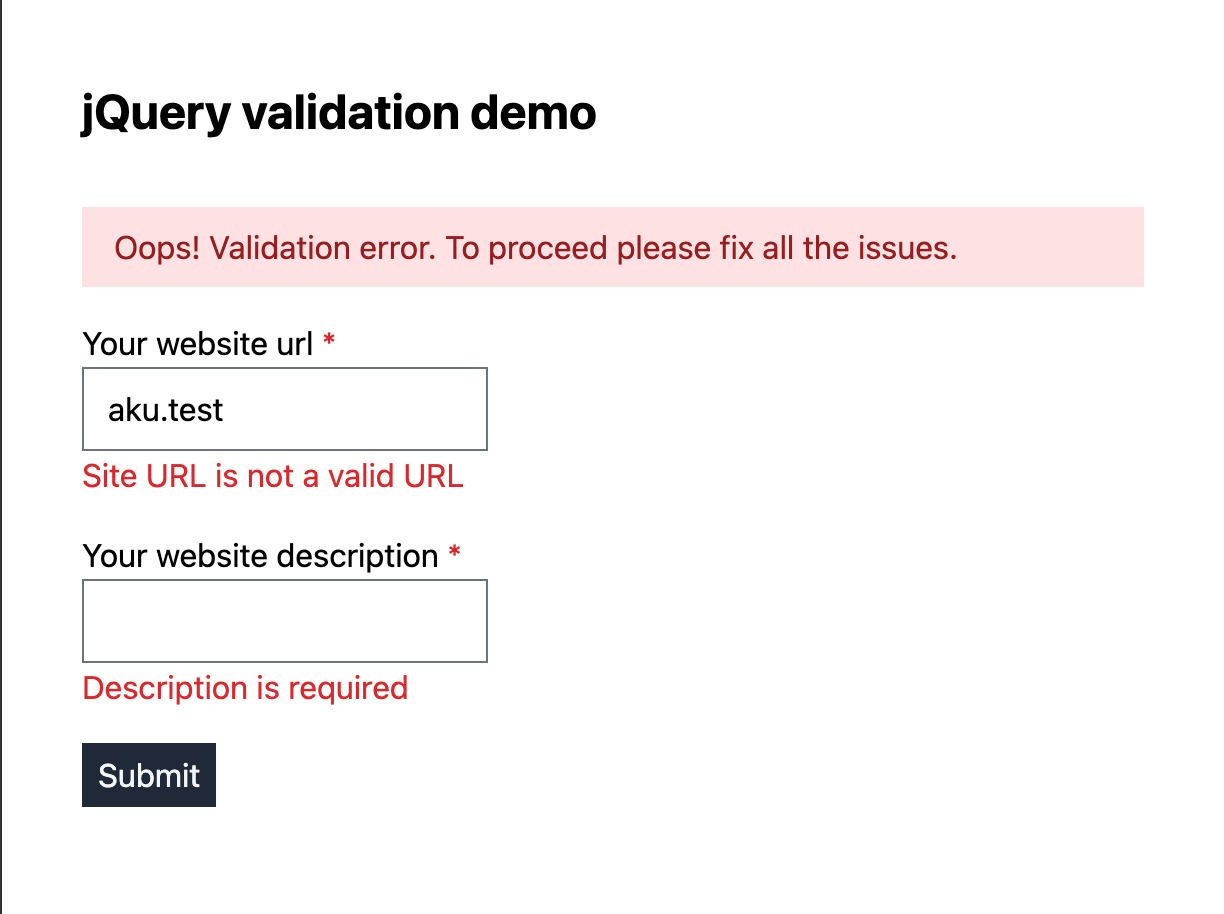 jQuery validation demo
Oops! Validation error. To proceed please fix all the issues.
Your website url *
aku.test
Site URL is not a valid URL
Your website description *
Description is required
Submit